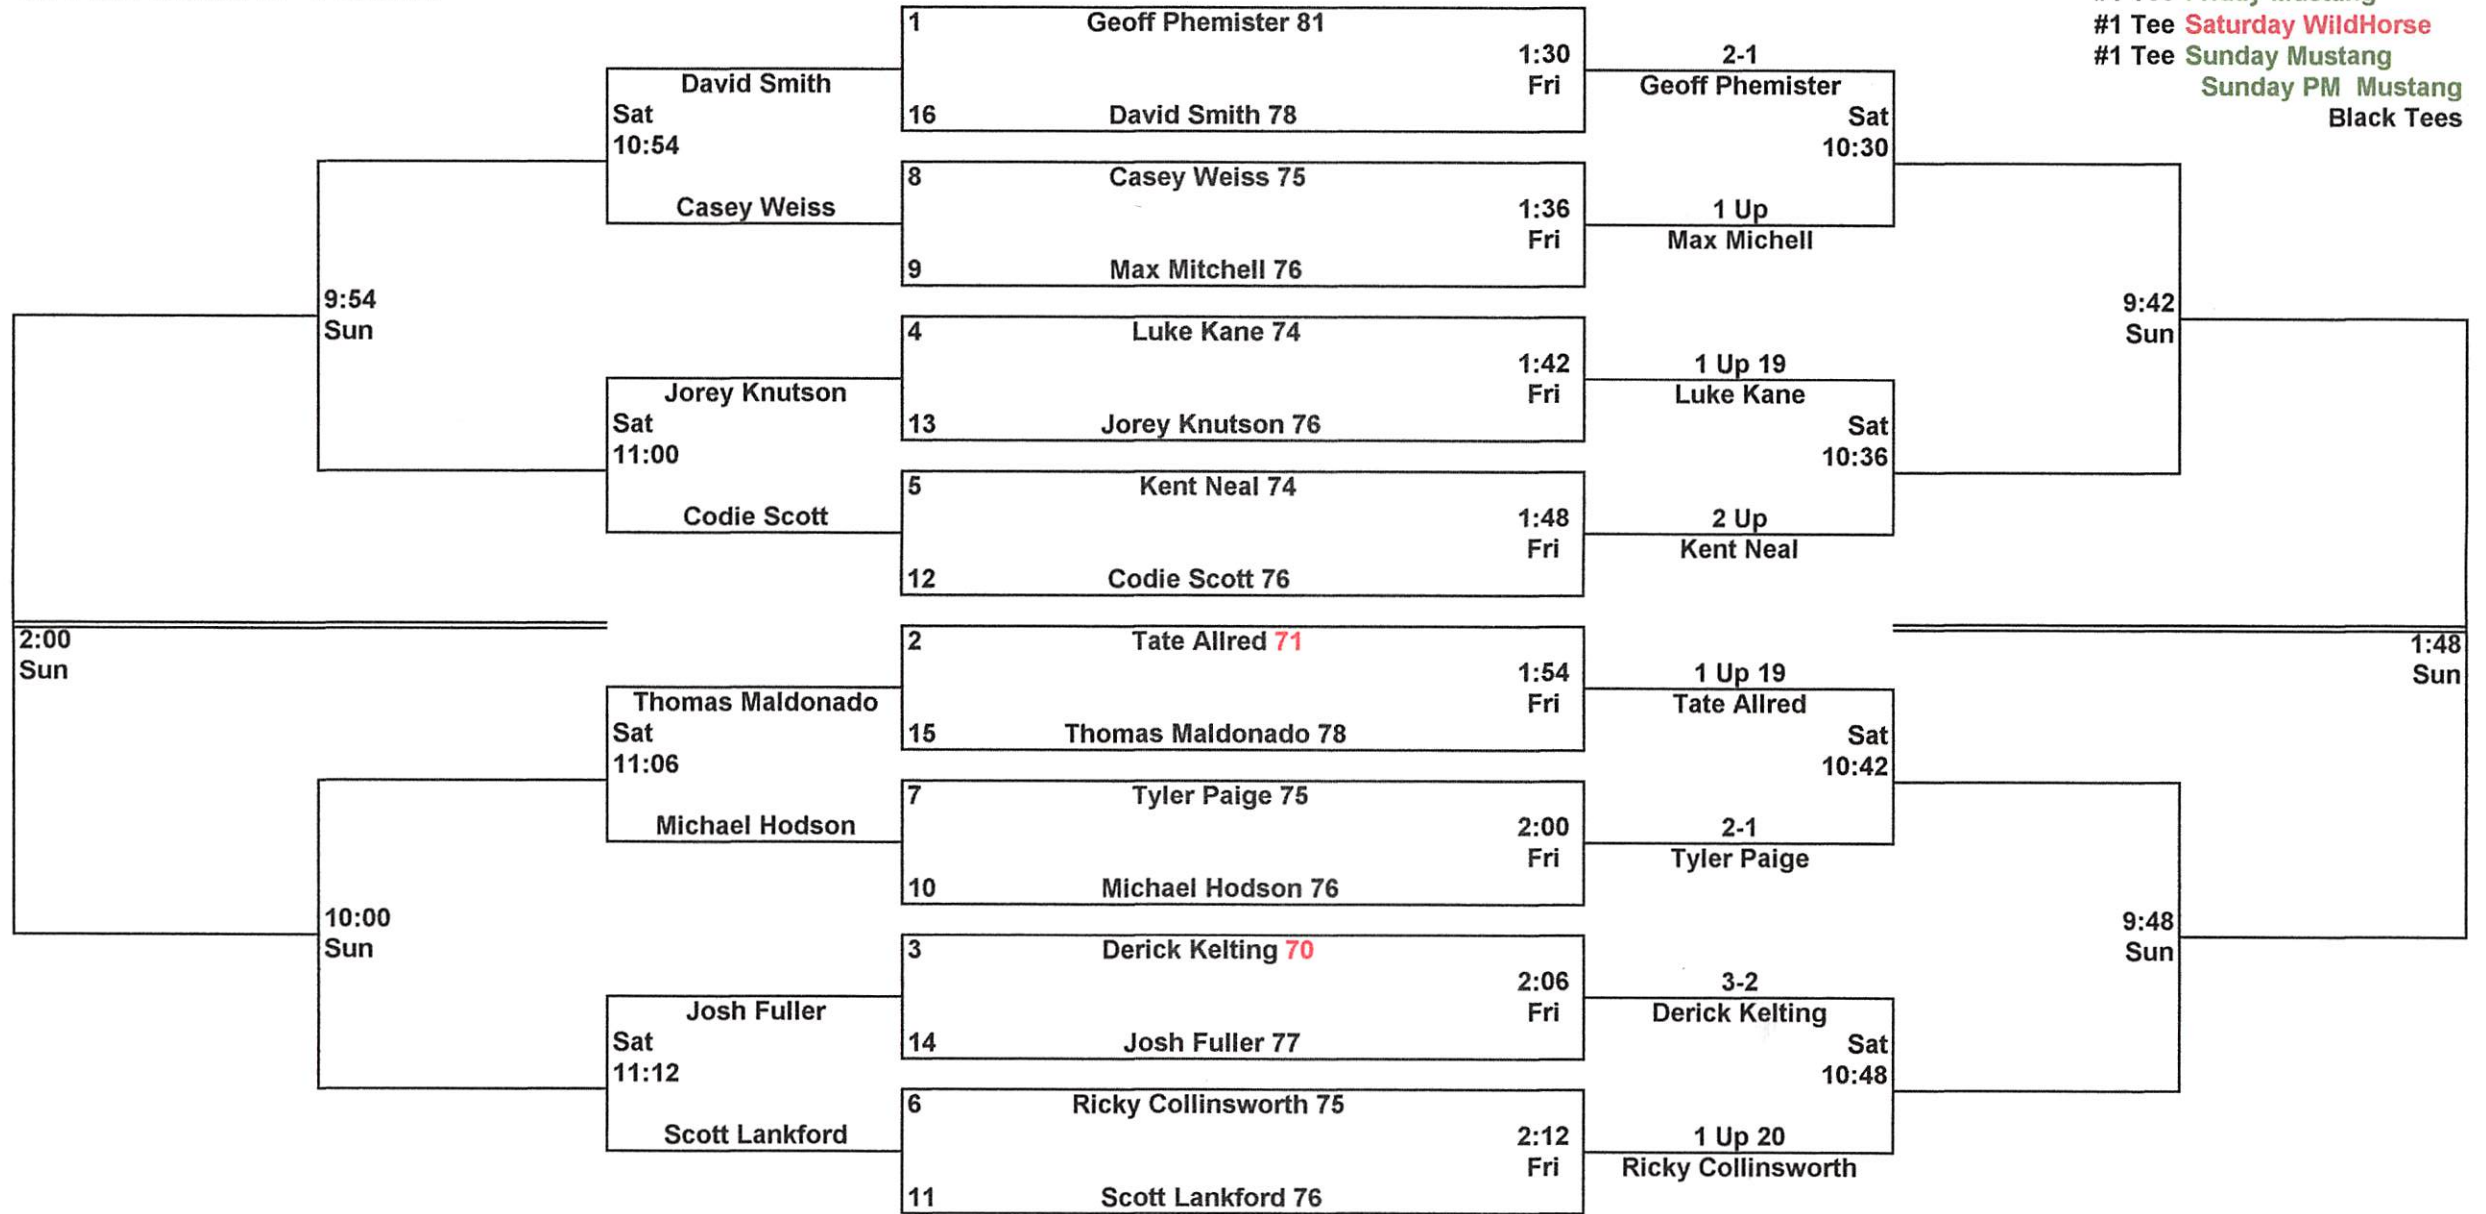 #1 Tee Saturday WildHorse
#1 Tee Sunday Mustang
Sunday PM Mustang
Black Tees
1 Geoff Phemister 81
1:30
Fri
16 David Smith 78
8 Casey Weiss 75
1:36
Fri
9 Max Mitchell 76
4 Luke Kane 74
1:42
Fri
13 Jorey Knutson 76
5 Kent Neal 74
1:48
Fri
12 Codie Scott 76
2 Tate Allred 71
1:54
Fri
15 Thomas Maldonado 78
7 Tyler Paige 75
2:00
Fri
10 Michael Hodson 76
3 Derick Kelting 70
2:06
Fri
14 Josh Fuller 77
6 Ricky Collinsworth 75
2:12
Fri
11 Scott Lankford 76
David Smith
Sat
10:54
Casey Weiss
Jorey Knutson
Sat
11:00
Codie Scott
Thomas Maldonado
Sat
11:06
Michael Hodson
Josh Fuller
Sat
11:12
Scott Lankford
9:54
Sun
10:00
Sun
2:00
Sun
2-1
Geoff Phemister
Sat
10:30
1 Up
Max Michell
1 Up 19
Luke Kane
Sat
10:36
2 Up
Kent Neal
1 Up 19
Tate Allred
Sat
10:42
2-1
Tyler Paige
3-2
Derick Kelting
Sat
10:48
1 Up 20
Ricky Collinsworth
9:42
Sun
9:48
Sun
1:48
Sun